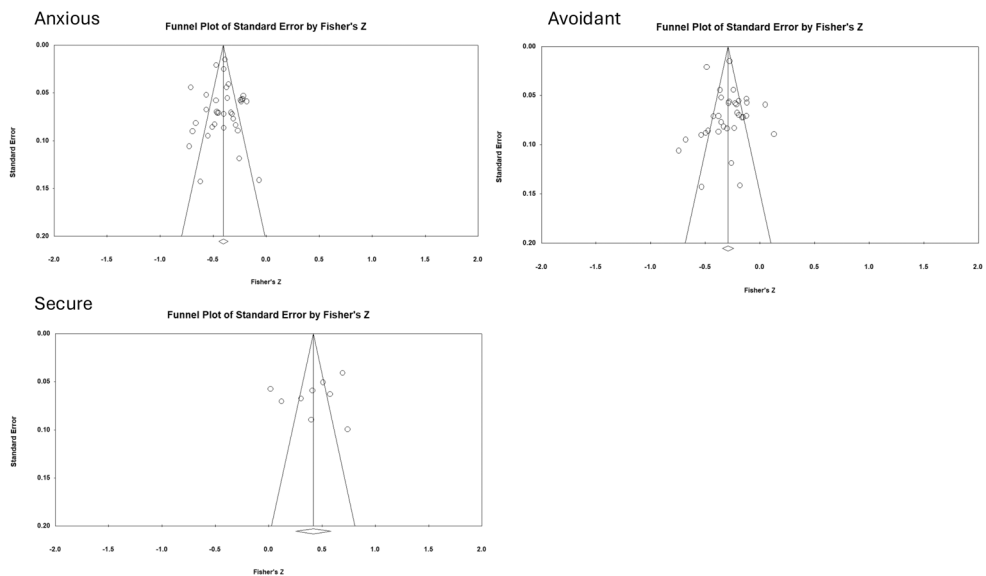 Anxious
Funnel Plot of Standard Error by Fisher's Z
0.00
0.05
0.10
0.15
0.20
Standard Error
-2.0 -1.5 -1.0 -0.5 0.0 0.5 1.0 1.5 2.0
Fisher's Z
Avoidant
Funnel Plot of Standard Error by Fisher's Z
0.00
0.05
0.10
0.15
0.20
Standard Error
-2.0 -1.5 -1.0 -0.5 0.0 0.5 1.0 1.5 2.0
Fisher's Z
Secure
Funnel Plot of Standard Error by Fisher's Z
0.00
0.05
0.10
0.15
0.20
Standard Error
-2.0 -1.5 -1.0 -0.5 0.0 0.5 1.0 1.5 2.0
Fisher's Z